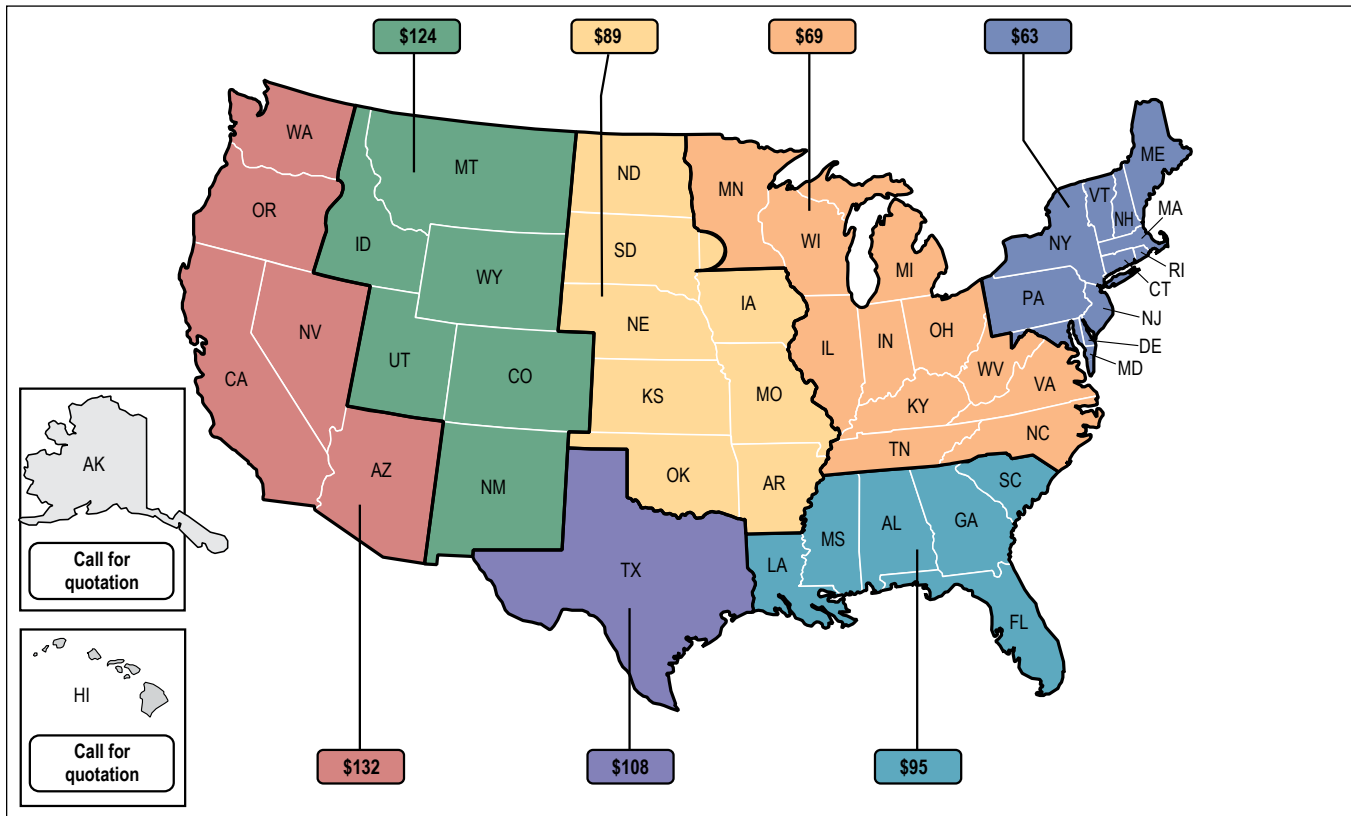 $124
$89
$69
$63
WA
MT
ND
MN
ME
VT
NH
MA
OR
ID
SD
WI
MI
NY
RI
CT
WY
IA
PA
NJ
NV
NE
OH
DE
MD
UT
CO
IL
IN
WV
VA
CA
KS
MO
KY
NC
TN
AZ
NM
OK
AR
SC
AK
MS
AL
GA
Call for
quotation
TX
LA
FL
HI
Call for
quotation
$132
$108
$95